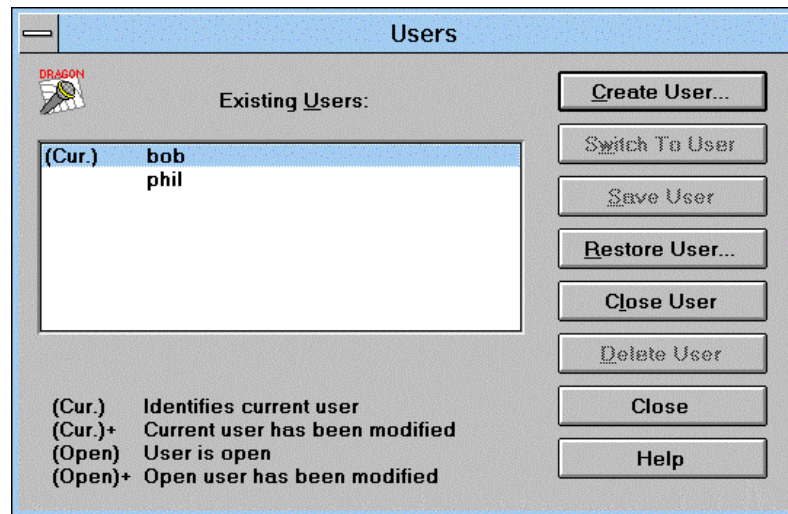 Users
DRAGON
Existing Users:
(Cur.) bob
phil
Create User...
Switch To User
Save User
Restore User...
Close User
Delete User
Close
Help
(Cur.) Identifies current user
(Cur.)+ Current user has been modified
(Open) User is open
(Open)+ Open user has been modified